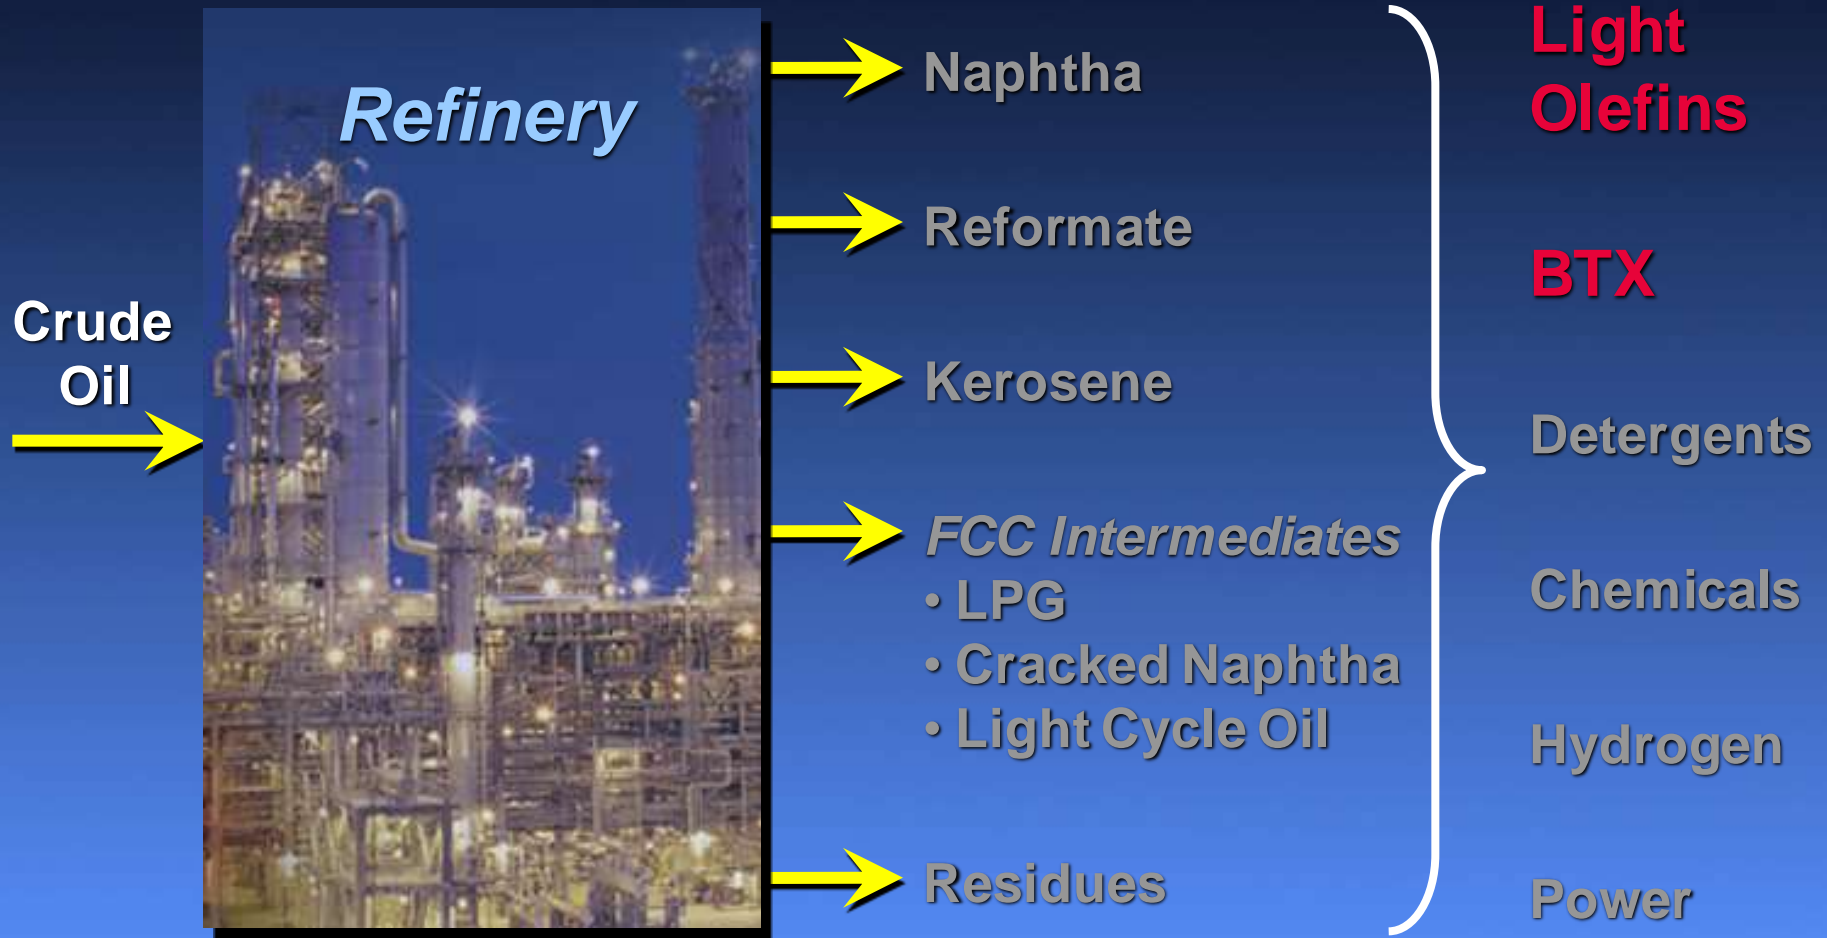 Crude
Oil
Refinery
Naphtha
Reformate
Kerosene
FCC Intermediates
• LPG
• Cracked Naphtha
• Light Cycle Oil
Residues
Light
Olefins
BTX
Detergents
Chemicals
Hydrogen
Power